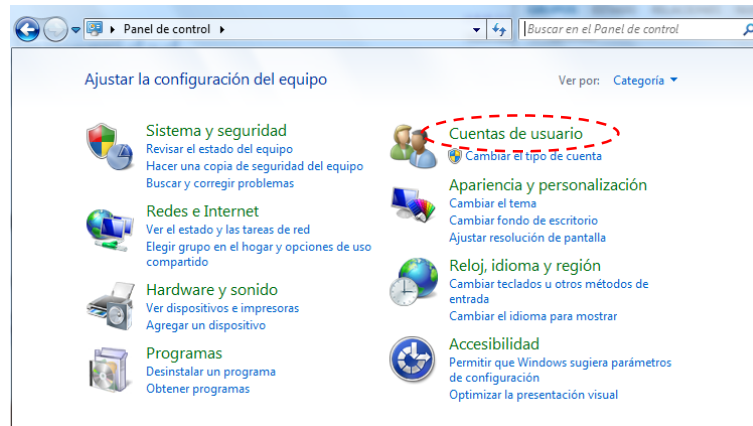 Panel de control
Buscar en el Panel de control
Ajustar la configuración del equipo
Ver por: Categoría
Sistema y seguridad
Revisar el estado del equipo
Hacer una copia de seguridad del equipo
Buscar y corregir problemas
Redes e Internet
Ver el estado y las tareas de red
Elegir grupo en el hogar y opciones de uso
compartido
Hardware y sonido
Ver dispositivos e impresoras
Agregar un dispositivo
Programas
Desinstalar un programa
Obtener programas
Cuentas de usuario
Cambiar el tipo de cuenta
Apariencia y personalización
Cambiar el tema
Cambiar fondo de escritorio
Ajustar resolución de pantalla
Reloj, idioma y región
Cambiar teclados u otros métodos de
entrada
Cambiar el idioma para mostrar
Accesibilidad
Permitir que Windows sugiera parámetros
de configuración
Optimizar la presentación visual